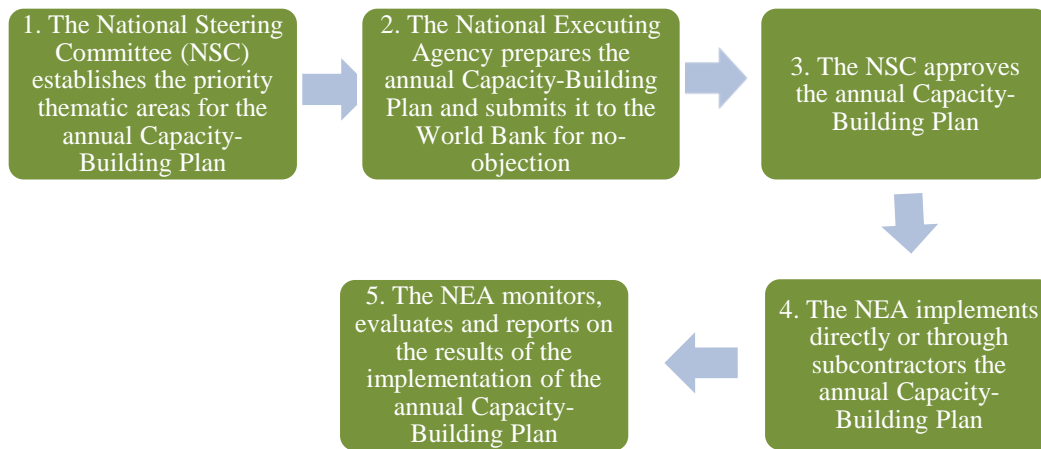 1. The National Steering
Committee (NSC)
establishes the priority
thematic areas for the
annual Capacity-
Building Plan
2. The National Executing
Agency prepares the
annual Capacity-Building
Plan and submits it to the
World Bank for no-
objection
3. The NSC approves
the annual Capacity-
Building Plan
4. The NEA implements
directly or through
subcontractors the
annual Capacity-
Building Plan
5. The NEA monitors,
evaluates and reports on
the results of the
implementation of the
annual Capacity-
Building Plan